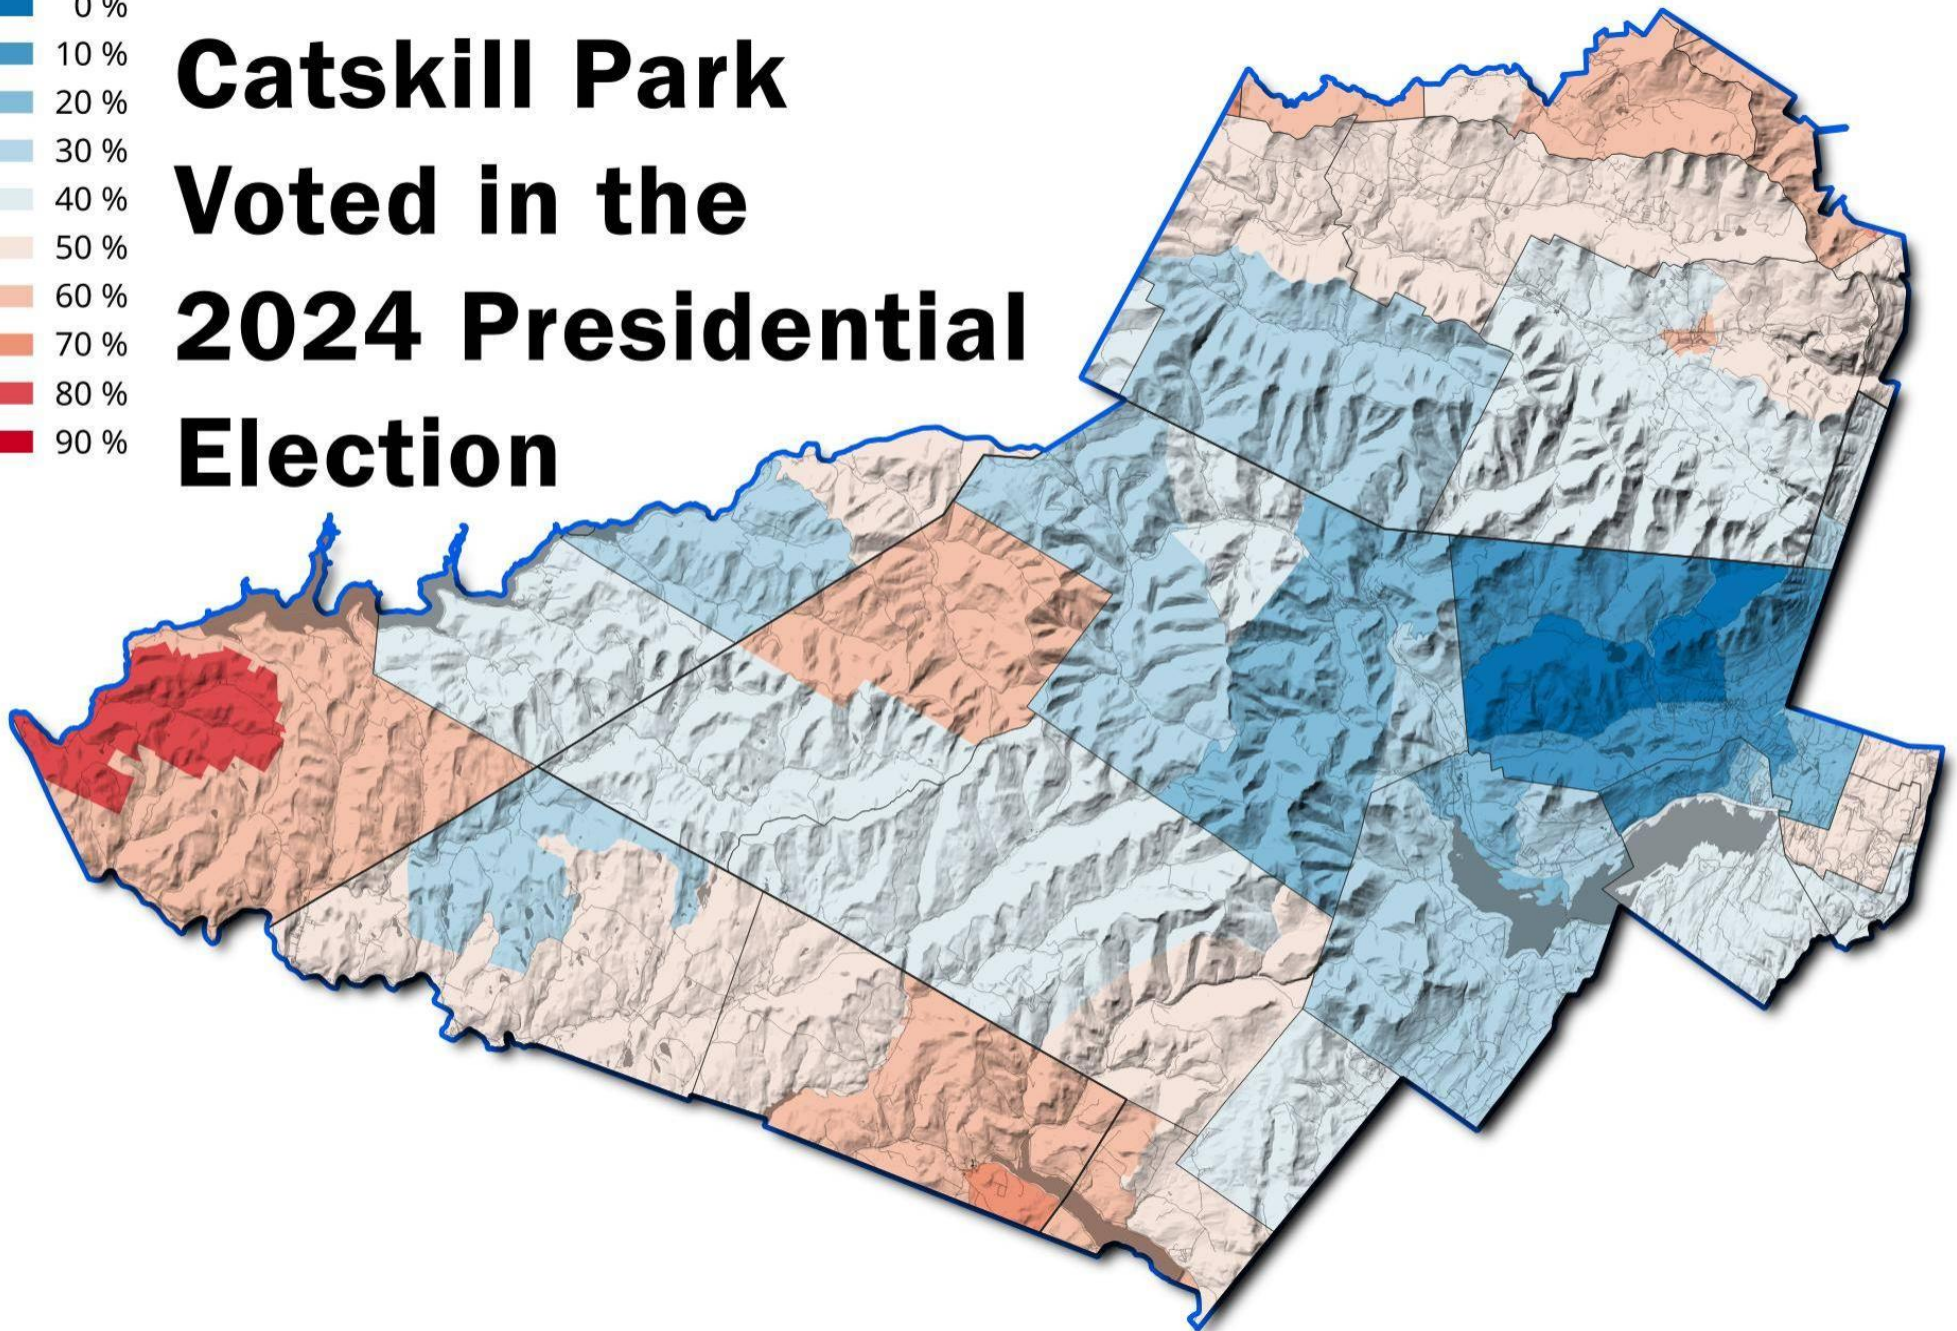 0 %
10 %
20 %
30 %
40 %
50 %
60 %
70 %
80 %
90 %
Catskill Park
Voted in the
2024 Presidential
Election